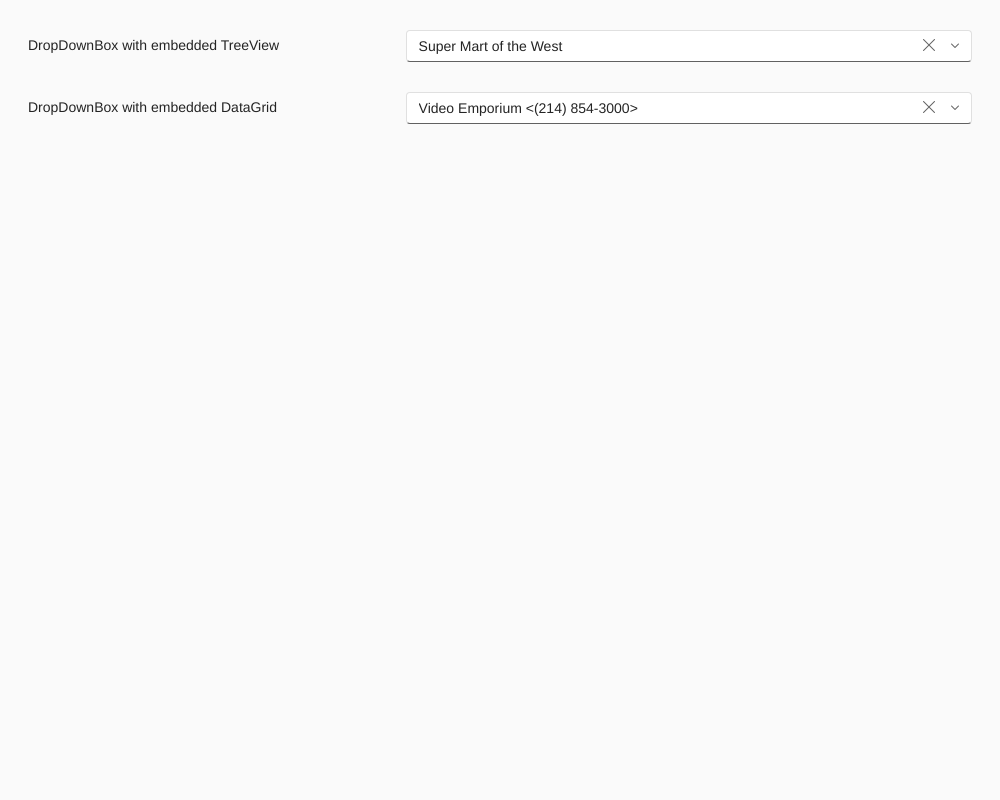 DropDownBox with embedded TreeView
Super Mart of the West
DropDownBox with embedded DataGrid
Video Emporium <(214) 854-3000>